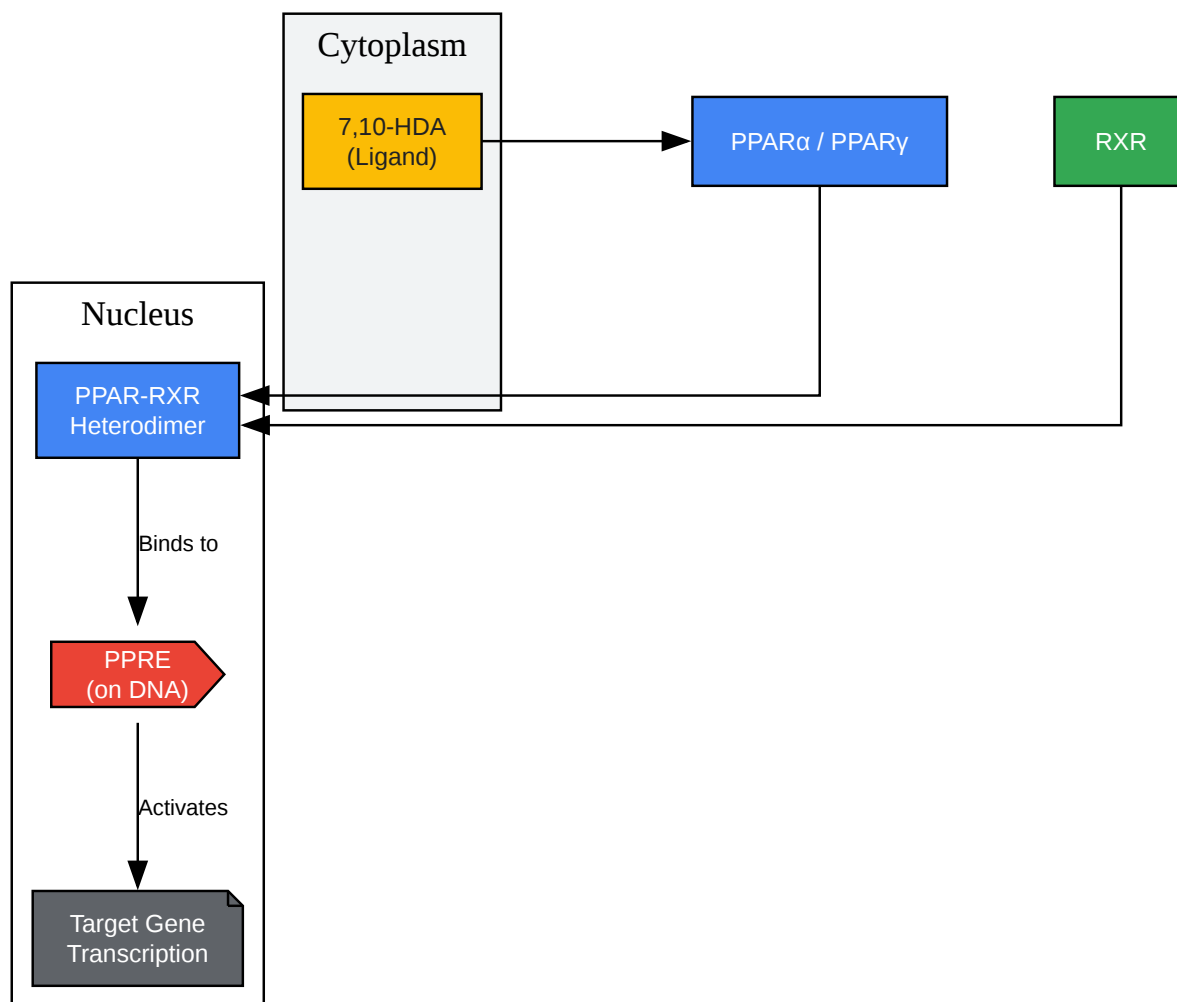 Cytoplasm
7,10-HDA
(Ligand)
PPARα / PPARγ
RXR
Nucleus
PPAR-RXR
Heterodimer
Binds to
PPRE
(on DNA)
Activates
Target Gene
Transcription